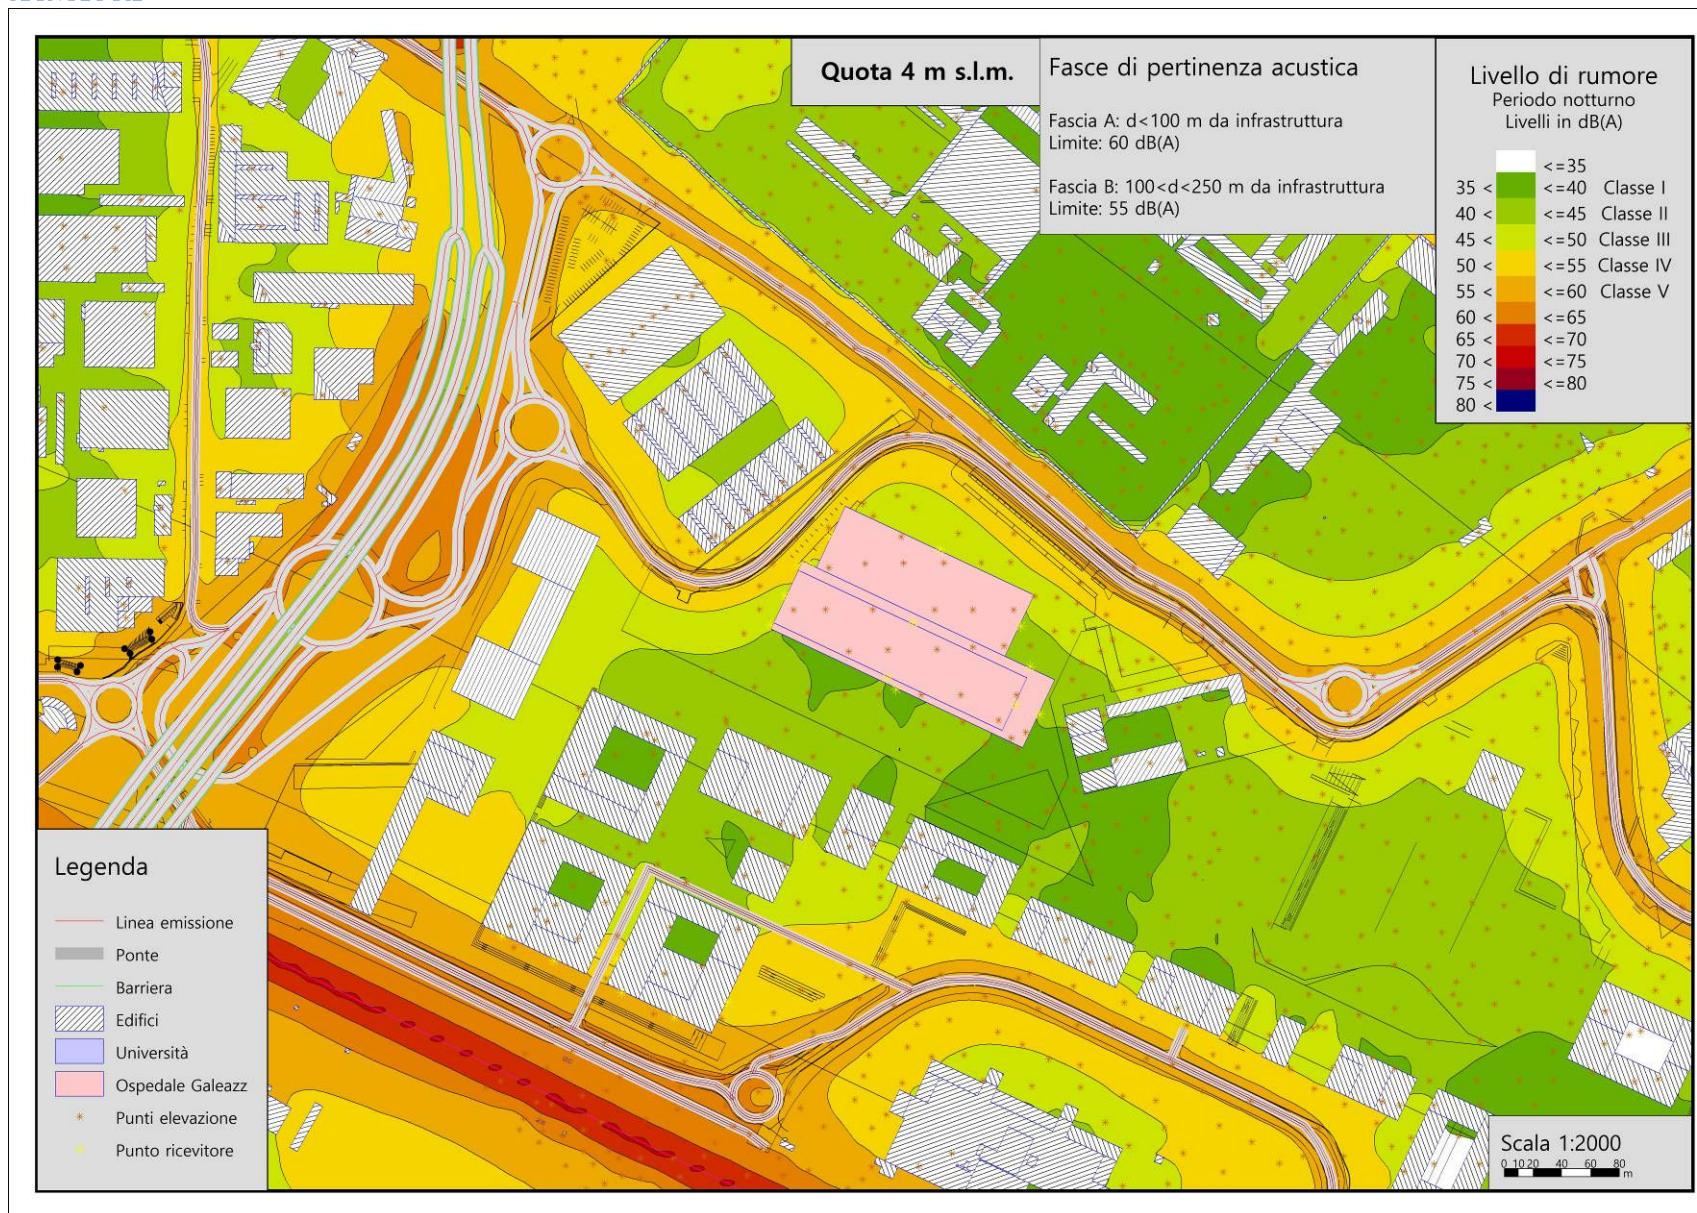 Quota 4 m s.l.m.
Fasce di pertinenza acustica
Fascia A: d<100 m da infrastruttura
Limite: 60 dB(A)
Fascia B: 100<d<250 m da infrastruttura
Limite: 55 dB(A)
Livello di rumore
Periodo notturno
Livelli in dB(A)
<=35
35 < <=40 Classe I
40 < <=45 Classe II
45 < <=50 Classe III
50 < <=55 Classe IV
55 < <=60 Classe V
60 < <=65
65 < <=70
70 < <=75
75 < <=80
80 <
Legenda
Linea emissione
Ponte
Barriera
Edifici
Università
Ospedale Galeazz
Punti elevazione
Punto ricevitore
Scala 1:2000
0 10 20 40 60 80
m